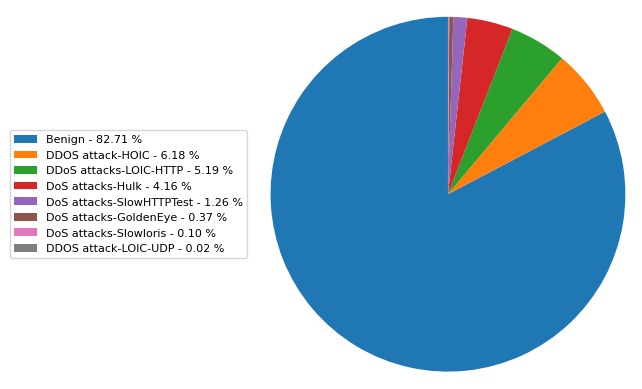 Benign - 82.71 %
DDOS attack-HOIC - 6.18 %
DDoS attacks-LOIC-HTTP - 5.19 %
DoS attacks-Hulk - 4.16 %
DoS attacks-SlowHTTPTest - 1.26 %
DoS attacks-GoldenEye - 0.37 %
DoS attacks-Slowloris - 0.10 %
DDOS attack-LOIC-UDP - 0.02 %